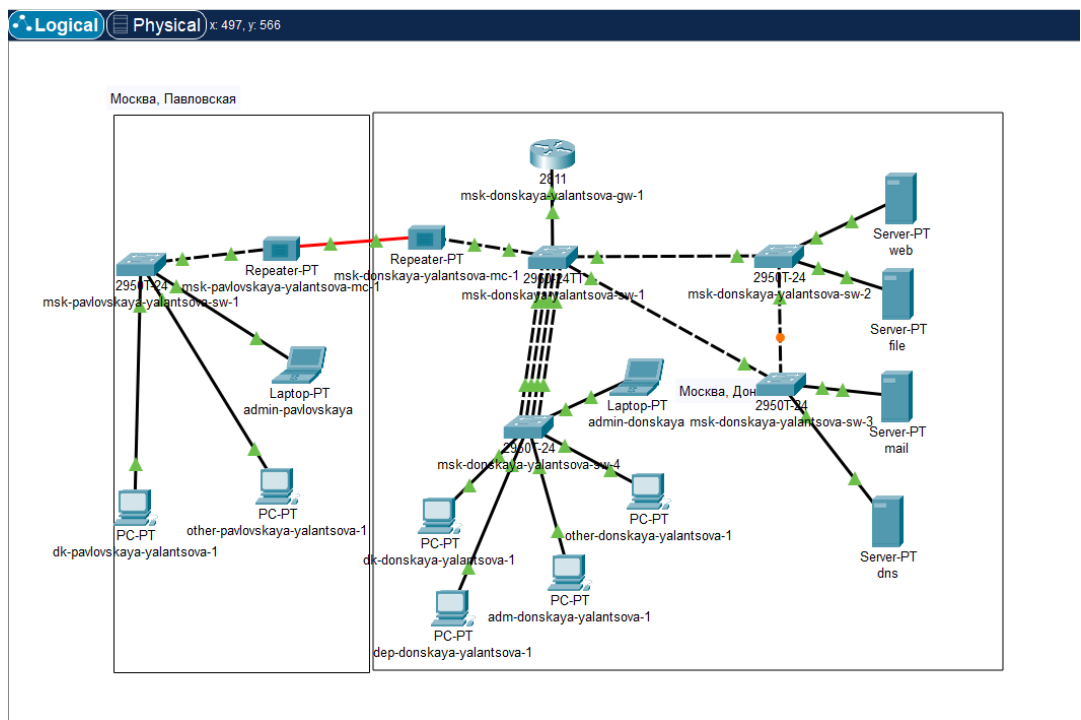 Logical Physical x: 497, y: 566
Москва, Павловская
2811
msk-donskaya-yalantsova-gw-1
Server-PT
web
Repeater-PT
msk-donskaya-yalantsova-mc-1
Repeater-PT
msk-pavlovskaya-yalantsova-mc-1
2950T-24
msk-pavlovskaya-yalantsova-sw-1
2960-24TT
msk-donskaya-yalantsova-sw-1
2950T-24
msk-donskaya-yalantsova-sw-2
Server-PT
file
Laptop-PT
admin-pavlovskaya
Laptop-PT
admin-donskaya
Москва, Дон
2950T-24
msk-donskaya-yalantsova-sw-3
Server-PT
mail
2950T-24
msk-donskaya-yalantsova-sw-4
PC-PT
other-pavlovskaya-yalantsova-1
PC-PT
dk-pavlovskaya-yalantsova-1
PC-PT
other-donskaya-yalantsova-1
PC-PT
dk-donskaya-yalantsova-1
Server-PT
dns
PC-PT
adm-donskaya-yalantsova-1
PC-PT
dep-donskaya-yalantsova-1